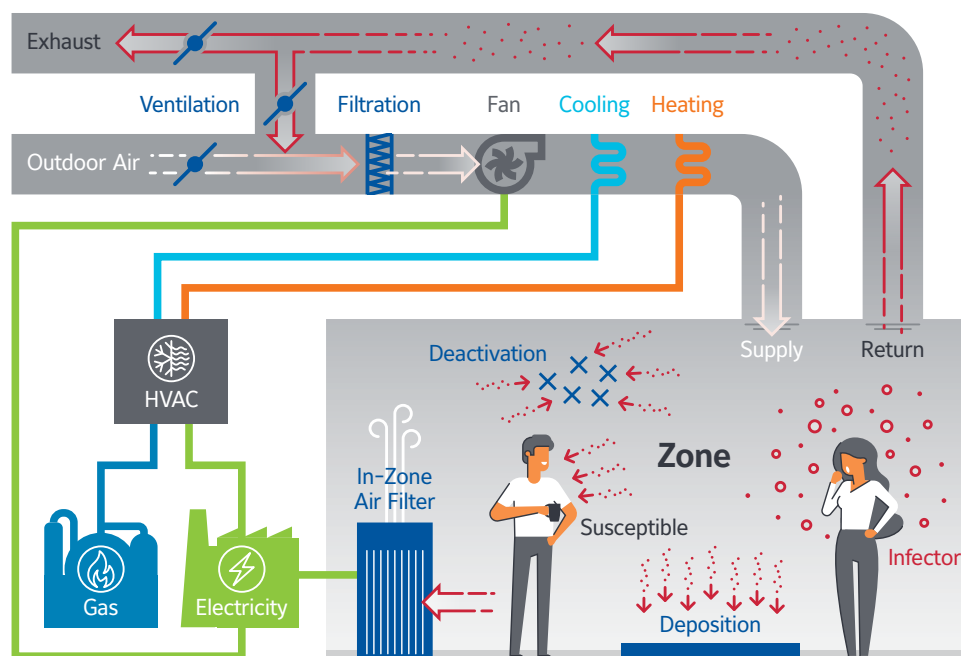 Exhaust
Ventilation
Filtration
Fan
Cooling
Heating
Outdoor Air
Supply
Return
Deactivation
HVAC
Zone
In-Zone
Air Filter
Susceptible
Infector
Gas
Electricity
Deposition